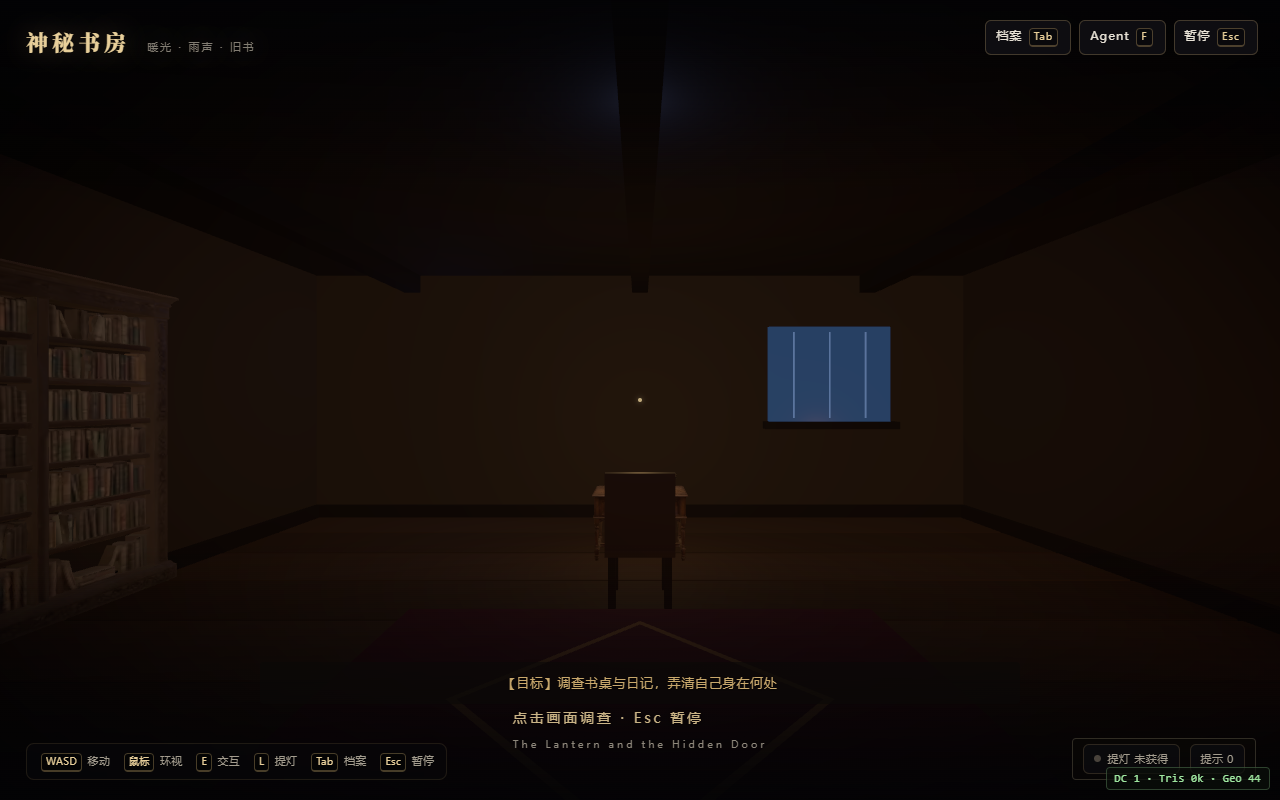 神秘书房 暖光 · 雨声 · 旧书
档案 Tab Agent F 暂停 Esc
【目标】调查书桌与日记，弄清自己身在何处
点击画面调查 · Esc 暂停
The Lantern and the Hidden Door
WASD 移动 鼠标 环视 E 交互 L 提灯 Tab 档案 Esc 暂停
提灯 未获得 提示 0
DC 1 · Tris 0k · Geo 44